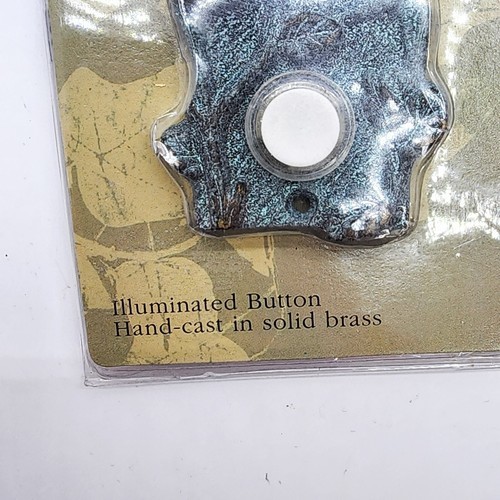 Illuminated Button
Hand-cast in solid brass